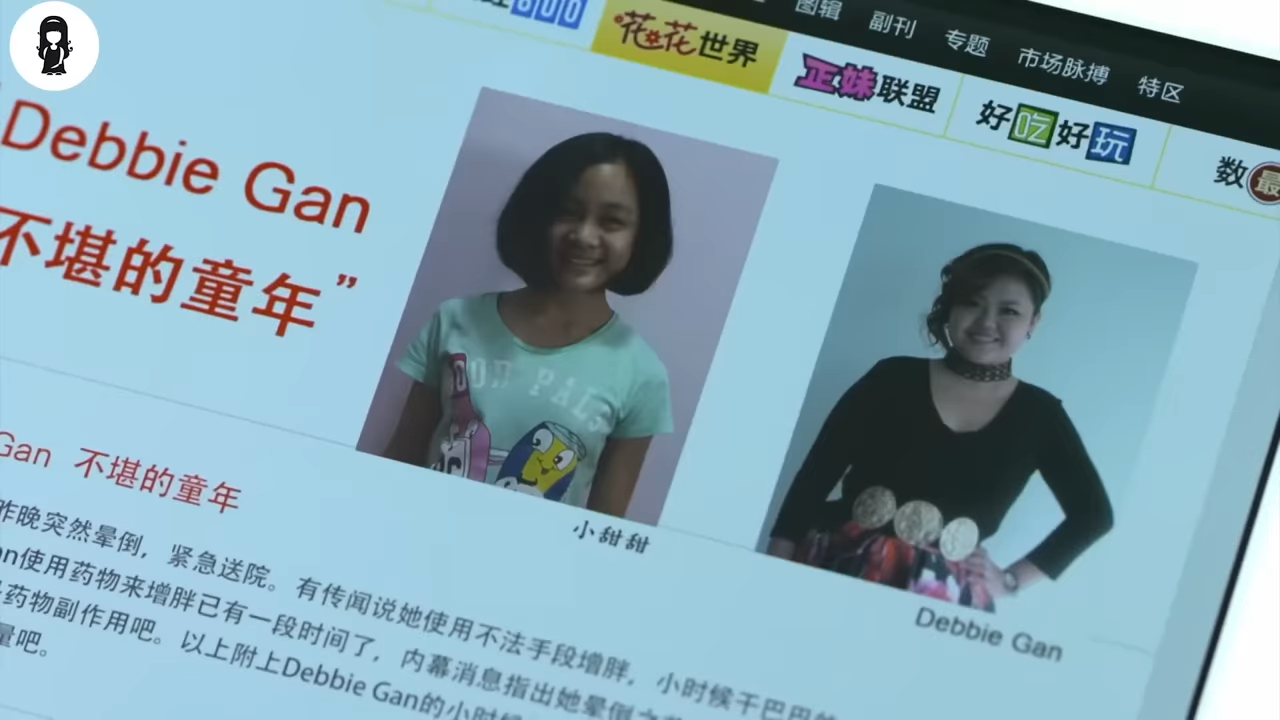 800
花花世界
正妹联盟
好吃好玩
数最
图辑 副刊 专题 市场脉搏 特区
Debbie Gan
不堪的童年”
小甜甜
Debbie Gan
Gan 不堪的童年
昨晚突然晕倒，紧急送院。有传闻说她使用不法手段增胖，小时候干巴巴的
an使用药物来增胖已有一段时间了，内幕消息指出她晕倒之
药物副作用吧。以上附上Debbie Gan的小时候
量吧。